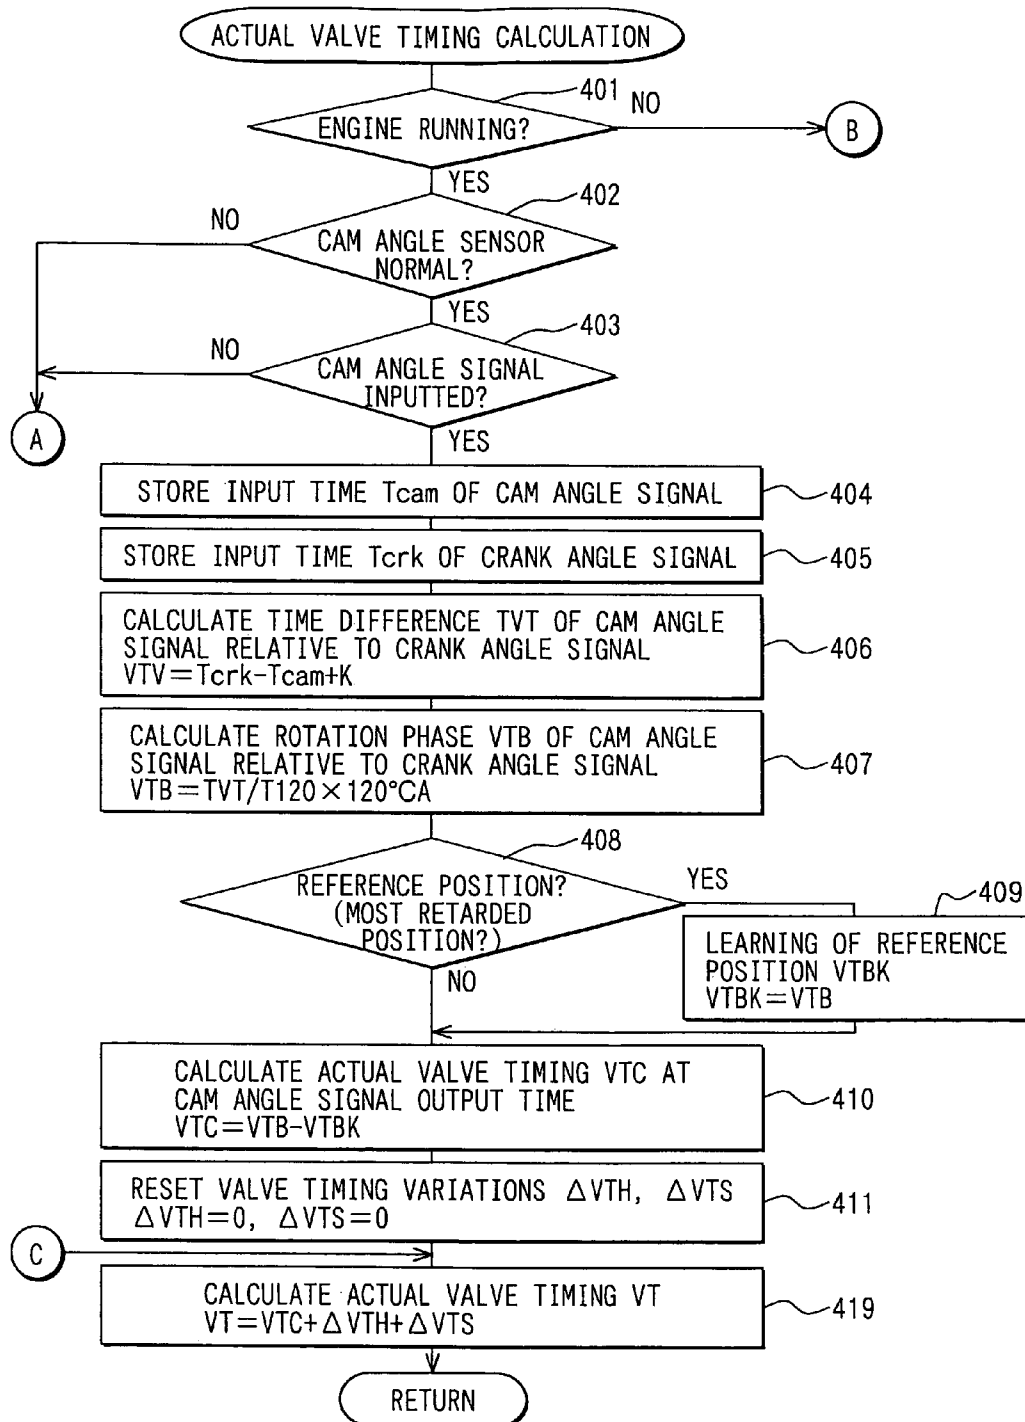 ACTUAL VALVE TIMING CALCULATION
401
ENGINE RUNNING?
NO
B
YES
402
NO
CAM ANGLE SENSOR
NORMAL?
YES
403
NO
CAM ANGLE SIGNAL
INPUTTED?
A
YES
STORE INPUT TIME Tcam OF CAM ANGLE SIGNAL
404
STORE INPUT TIME Tcrk OF CRANK ANGLE SIGNAL
405
CALCULATE TIME DIFFERENCE TVT OF CAM ANGLE
SIGNAL RELATIVE TO CRANK ANGLE SIGNAL
VTV=Tcrk-Tcam+K
406
CALCULATE ROTATION PHASE VTB OF CAM ANGLE
SIGNAL RELATIVE TO CRANK ANGLE SIGNAL
VTB=TVT/T120×120°CA
407
408
REFERENCE POSITION?
(MOST RETARDED
POSITION?)
YES
409
LEARNING OF REFERENCE
POSITION VTBK
VTBK=VTB
NO
CALCULATE ACTUAL VALVE TIMING VTC AT
CAM ANGLE SIGNAL OUTPUT TIME
VTC=VTB-VTBK
410
RESET VALVE TIMING VARIATIONS ΔVTH, ΔVTS
ΔVTH=0, ΔVTS=0
411
C
CALCULATE ACTUAL VALVE TIMING VT
VT=VTC+ΔVTH+ΔVTS
419
RETURN